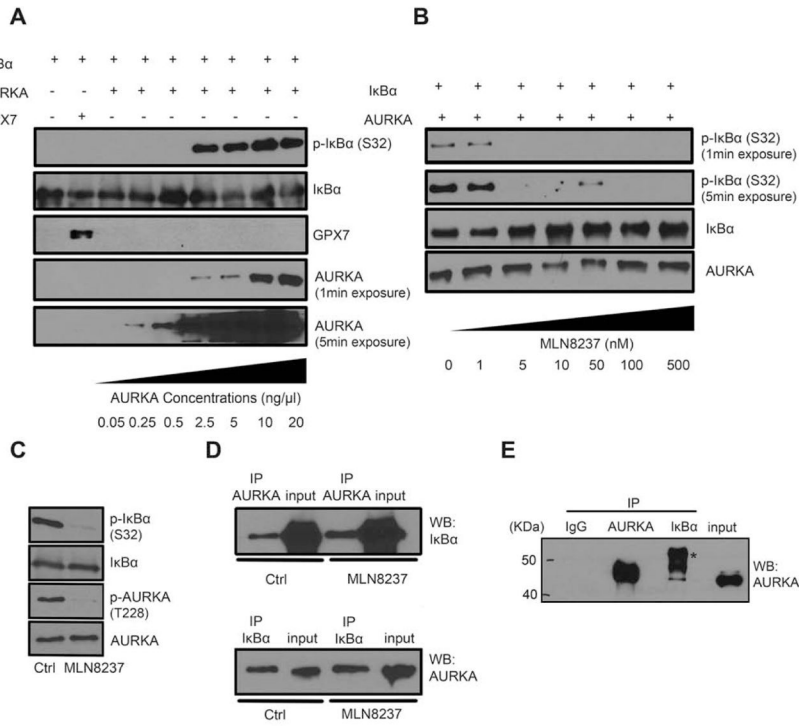 A
Bα + + + + + + + + +
URKA - - + + + + + + +
X7 - + - - - - - - -
p-IκBα (S32)
IκBα
GPX7
AURKA
(1min exposure)
AURKA
(5min exposure)
AURKA Concentrations (ng/µl)
0.05 0.25 0.5 2.5 5 10 20
B
IκBα + + + + + + +
AURKA + + + + + + +
p-IκBα (S32)
(1min exposure)
p-IκBα (S32)
(5min exposure)
IκBα
AURKA
MLN8237 (nM)
0 1 5 10 50 100 500
C
p-IκBα
(S32)
IκBα
p-AURKA
(T228)
AURKA
Ctrl MLN8237
D
IP IP
AURKA input AURKA input
WB:
IκBα
Ctrl MLN8237
IP IP
IκBα input IκBα input
WB:
AURKA
Ctrl MLN8237
E
IP
(KDa) IgG AURKA IκBα input
50
40
*
WB:
AURKA